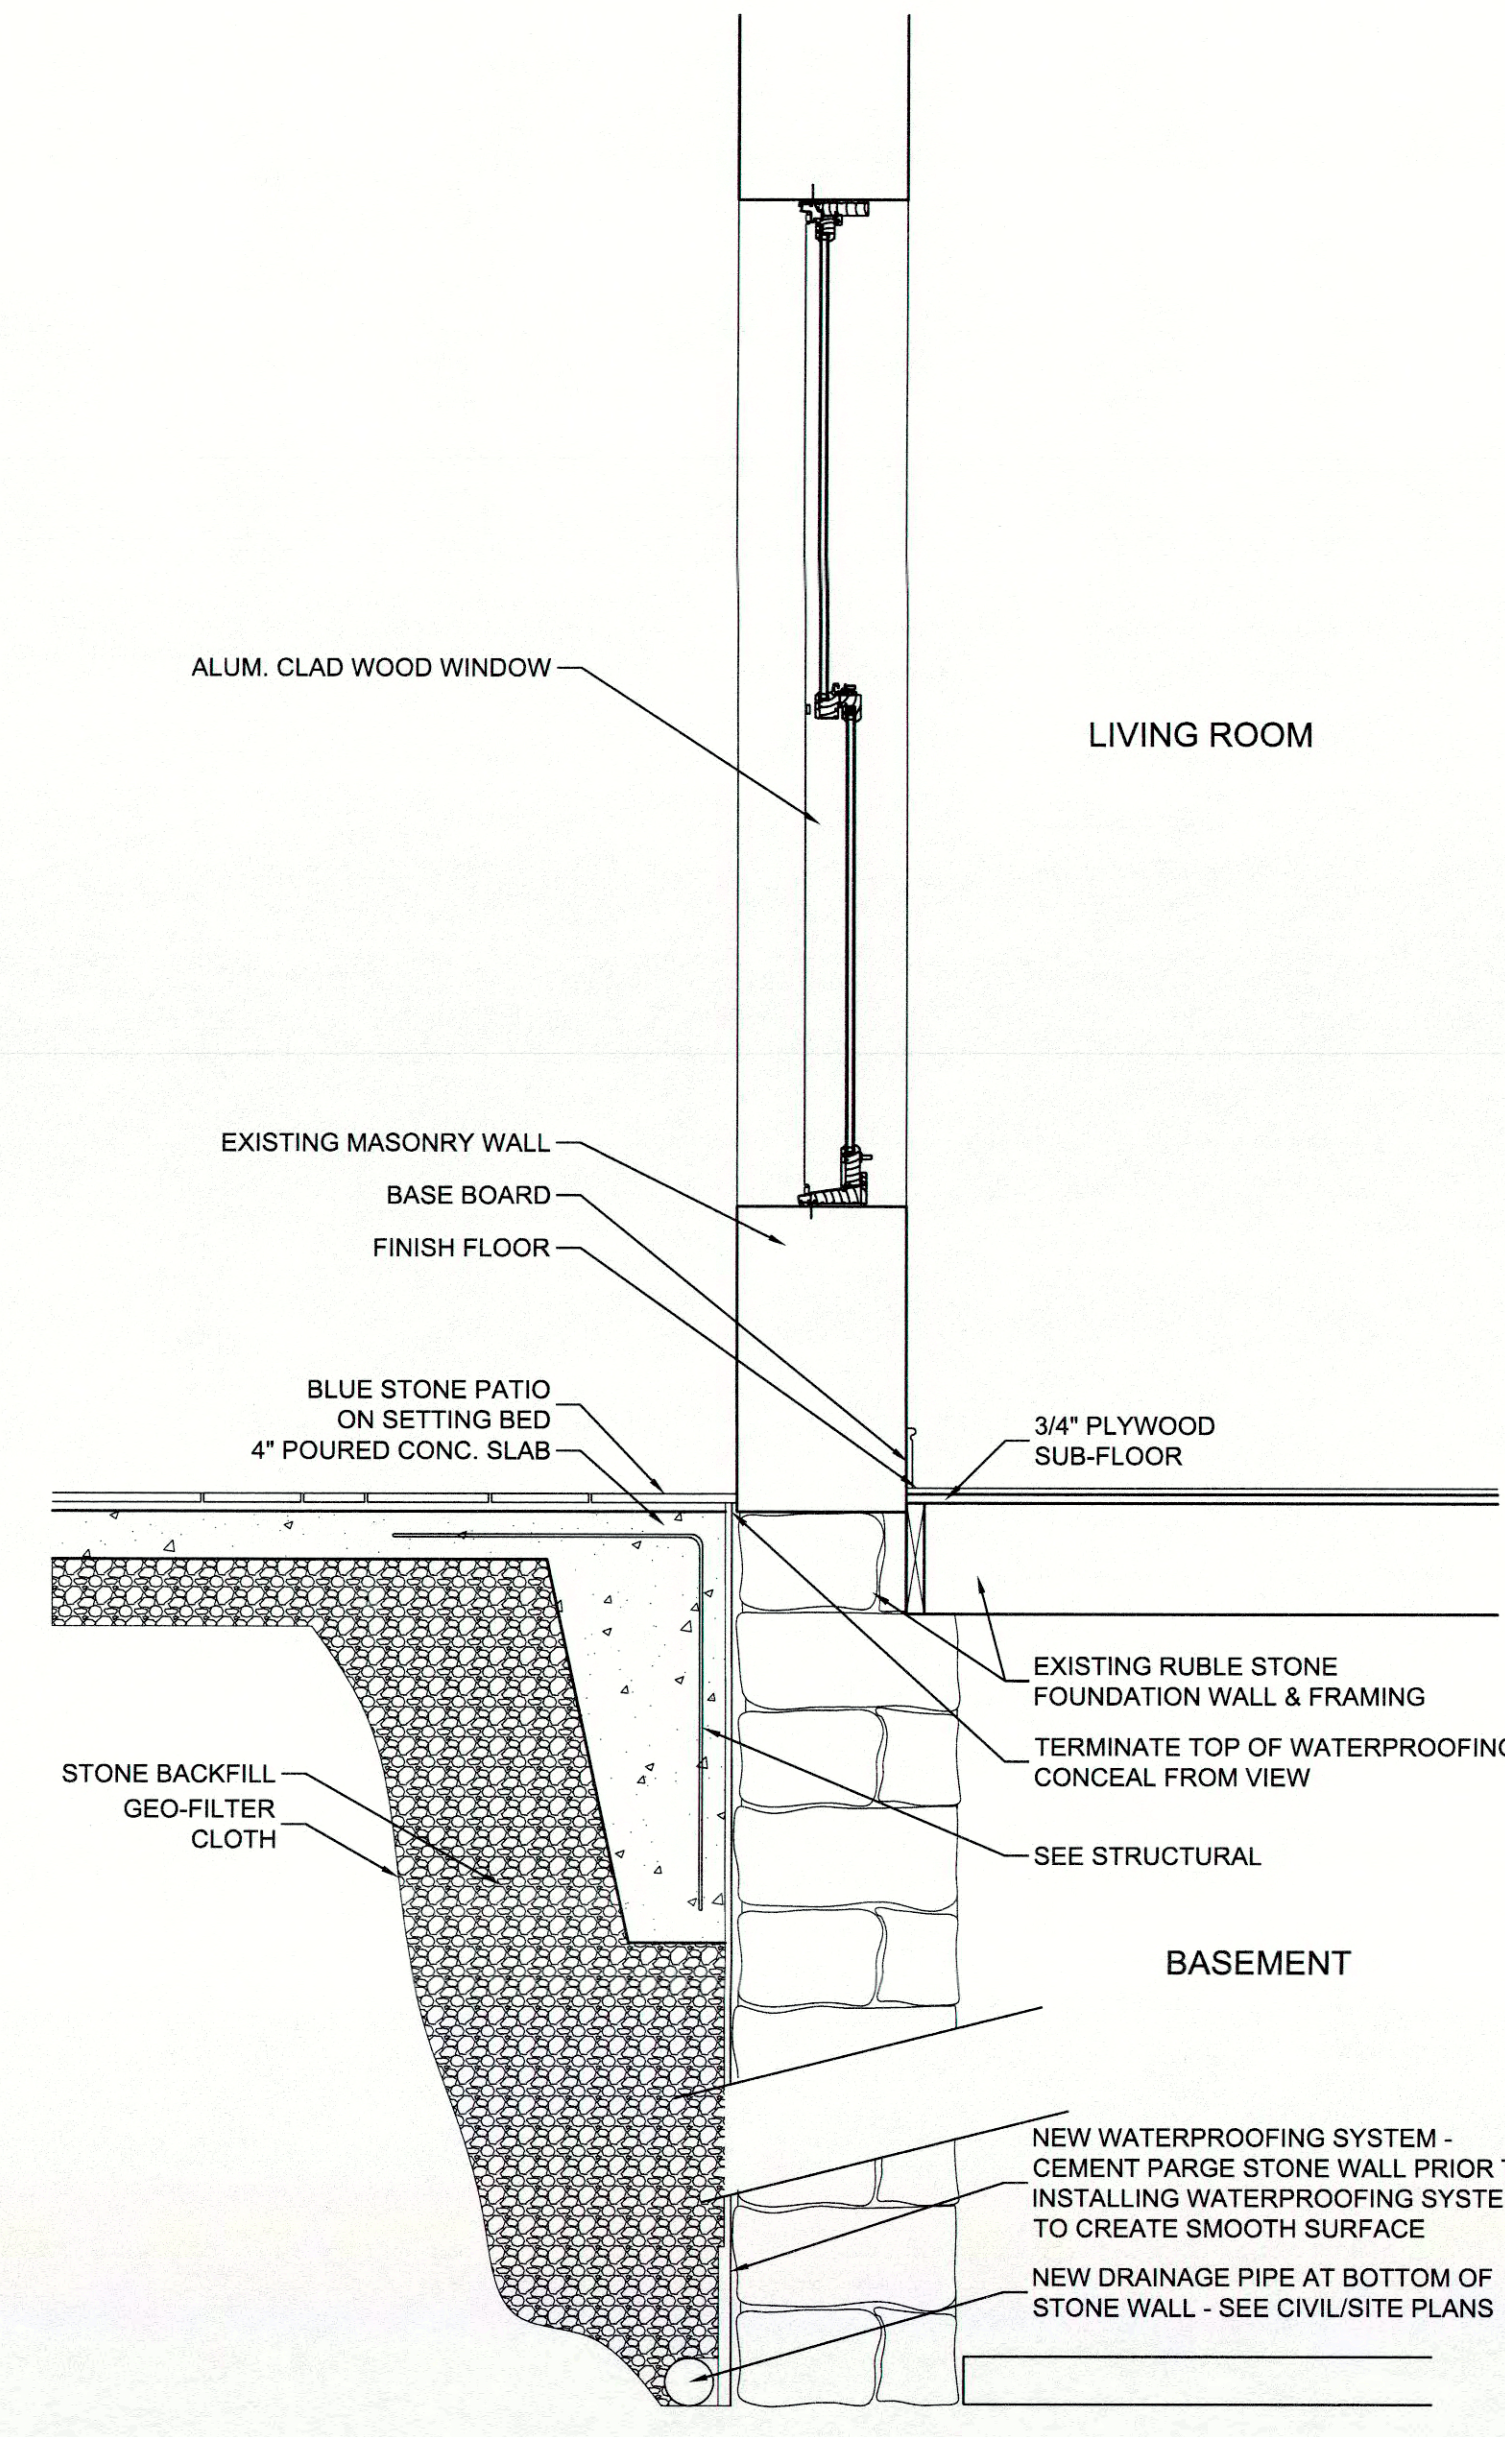 ALUM. CLAD WOOD WINDOW
LIVING ROOM
EXISTING MASONRY WALL
BASE BOARD
FINISH FLOOR
BLUE STONE PATIO
ON SETTING BED
4" POURED CONC. SLAB
3/4" PLYWOOD
SUB-FLOOR
EXISTING RUBLE STONE
FOUNDATION WALL & FRAMING
TERMINATE TOP OF WATERPROOFING
CONCEAL FROM VIEW
STONE BACKFILL
GEO-FILTER
CLOTH
SEE STRUCTURAL
BASEMENT
NEW WATERPROOFING SYSTEM -
CEMENT PARGE STONE WALL PRIOR
INSTALLING WATERPROOFING SYSTE
TO CREATE SMOOTH SURFACE
NEW DRAINAGE PIPE AT BOTTOM OF
STONE WALL - SEE CIVIL/SITE PLANS